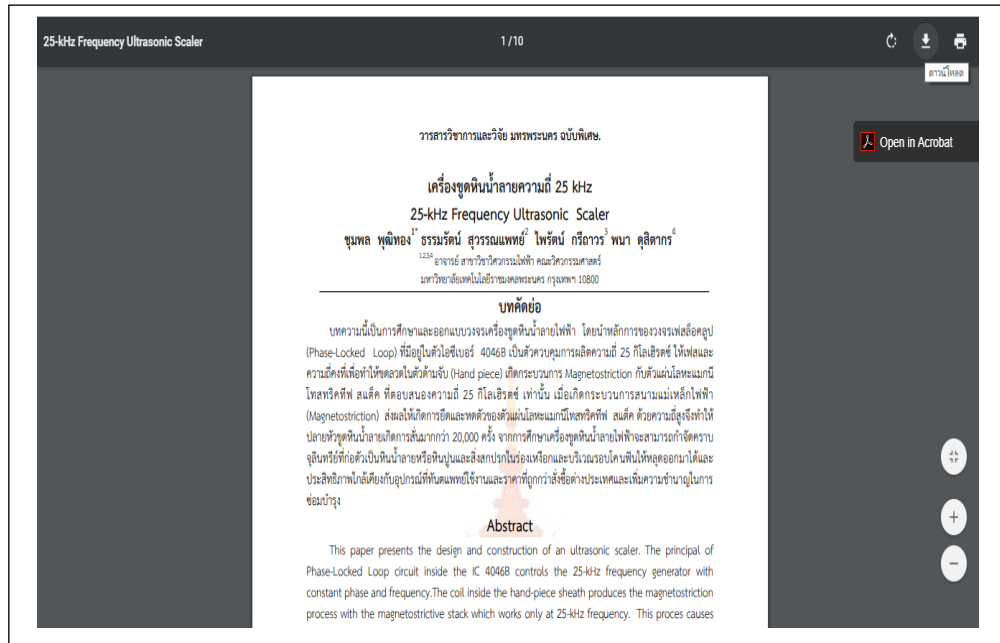 25-kHz Frequency Ultrasonic Scaler
1 / 10
ดาวน์โหลด
Open in Acrobat
วารสารวิชาการและวิจัย มทรพระนคร ฉบับพิเศษ.
เครื่องขูดหินน้ำลายความถี่ 25 kHz
25-kHz Frequency Ultrasonic Scaler
ชุมพล พุฒิทอง1* ธรรมรัตน์ สุวรรณแพทย์2 ไพรัตน์ กรีถาวร3 พนา ดุสิตากร4
1,2,3,4 อาจารย์ สาขาวิชาวิศวกรรมไฟฟ้า คณะวิศวกรรมศาสตร์
มหาวิทยาลัยเทคโนโลยีราชมงคลพระนคร กรุงเทพฯ 10800
บทคัดย่อ
บทความนี้เป็นการศึกษาและออกแบบวงจรเครื่องขูดหินน้ำลายไฟฟ้า โดยนำหลักการของวงจรเฟสล็อคลูป
(Phase-Locked Loop) ที่มีอยู่ในตัวไอซีเบอร์ 4046B เป็นตัวควบคุมการผลิตความถี่ 25 กิโลเฮิรตซ์ ให้เฟสและ
ความถี่คงที่เพื่อทำให้ขดลวดในตัวด้ามจับ (Hand piece) เกิดกระบวนการ Magnetostriction กับตัวแผ่นโลหะแมกนี
โทสทริคทีฟ สแต็ค ที่ตอบสนองความถี่ 25 กิโลเฮิรตซ์ เท่านั้น เมื่อเกิดกระบวนการสนามแม่เหล็กไฟฟ้า
(Magnetostriction) ส่งผลให้เกิดการยืดและหดตัวของตัวแผ่นโลหะแมกนีโทสทริคทีฟ สแต็ค ด้วยความถี่สูงจึงทำให้
ปลายหัวขูดหินน้ำลายเกิดการสั่นมากกว่า 20,000 ครั้ง จากการศึกษาเครื่องขูดหินน้ำลายไฟฟ้าจะสามารถกำจัดคราบ
จุลินทรีย์ที่ก่อตัวเป็นหินน้ำลายหรือหินปูนและสิ่งสกปรกในร่องเหงือกและบริเวณรอบโคนฟันให้หลุดออกมาได้และ
ประสิทธิภาพใกล้เคียงกับอุปกรณ์ที่ทันตแพทย์ใช้งานและราคาที่ถูกกว่าสั่งซื้อต่างประเทศและเพิ่มความชำนาญในการ
ซ่อมบำรุง
Abstract
This paper presents the design and construction of an ultrasonic scaler. The principal of
Phase-Locked Loop circuit inside the IC 4046B controls the 25-kHz frequency generator with
constant phase and frequency.The coil inside the hand-piece sheath produces the magnetostriction
process with the magnetostrictive stack which works only at 25-kHz frequency. This proces causes